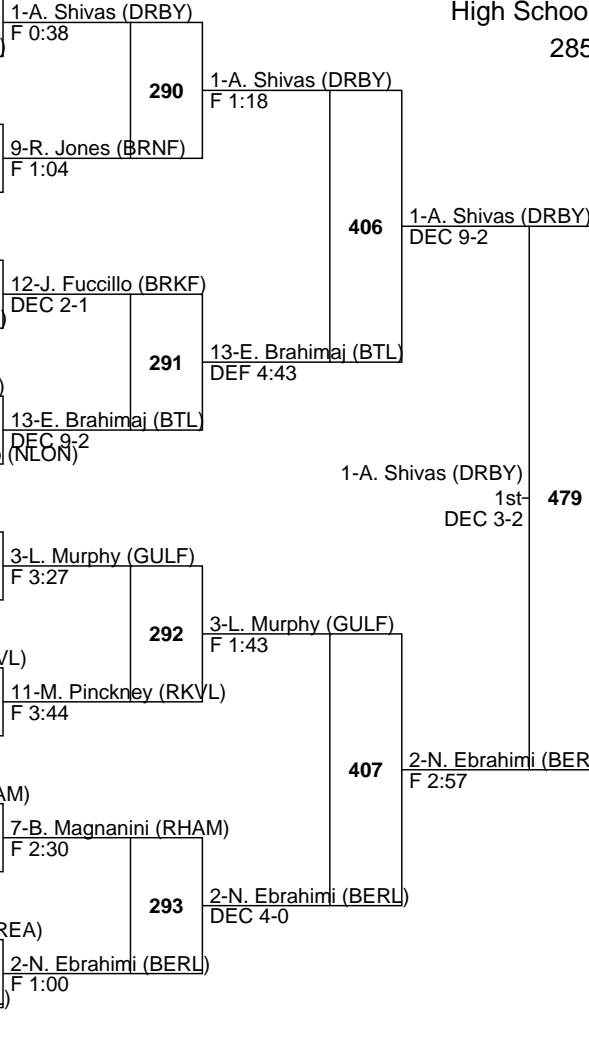 1-A. Shivas (DRBY)
F 0:38
High Schoo
285
290
1-A. Shivas (DRBY)
F 1:18
9-R. Jones (BRNF)
F 1:04
406
1-A. Shivas (DRBY)
DEC 9-2
12-J. Fuccillo (BRKF)
DEC 2-1
291
13-E. Brahimaj (BTL)
DEF 4:43
13-E. Brahimaj (BTL)
DEC 9-2
(NLON)
1-A. Shivas (DRBY)
1st
DEC 3-2
479
3-L. Murphy (GULF)
F 3:27
292
3-L. Murphy (GULF)
F 1:43
VL)
11-M. Pinckney (RKVL)
F 3:44
407
2-N. Ebrahimi (BER
F 2:57
AM)
7-B. Magnanini (RHAM)
F 2:30
293
2-N. Ebrahimi (BERL)
DEC 4-0
REA)
2-N. Ebrahimi (BERL)
F 1:00